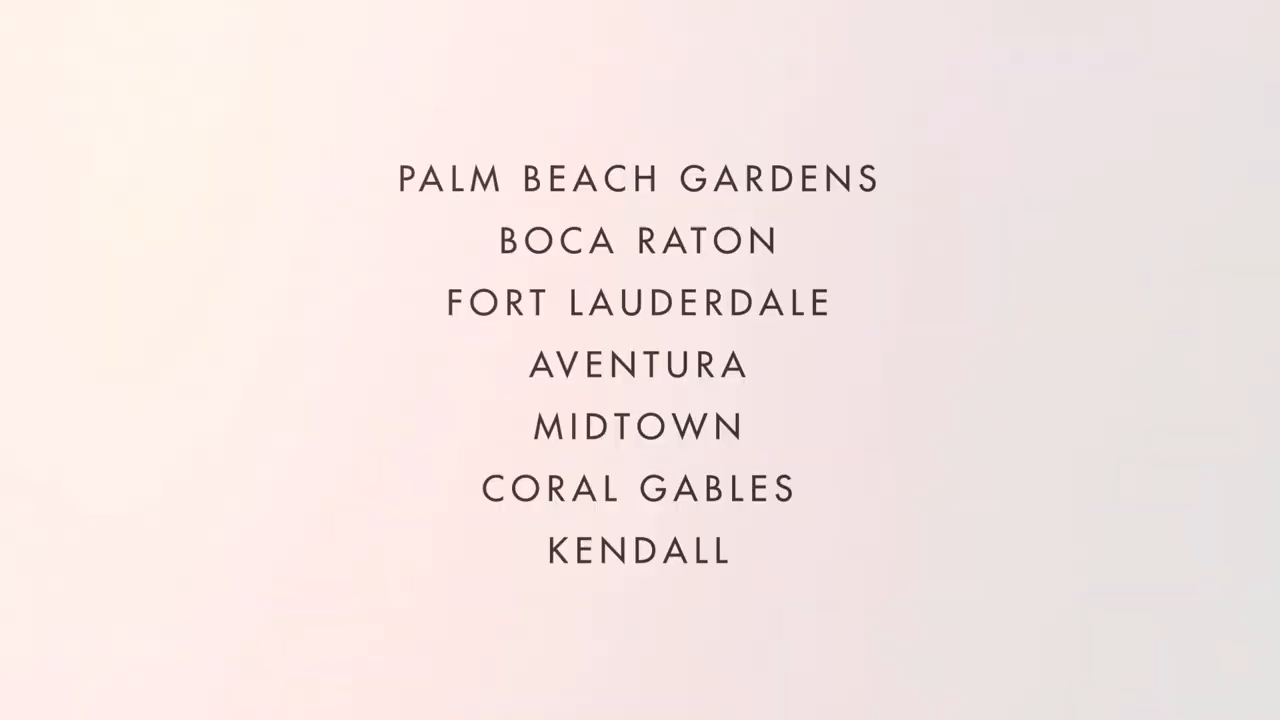 PALM BEACH GARDENS
BOCA RATON
FORT LAUDERDALE
AVENTURA
MIDTOWN
CORAL GABLES
KENDALL